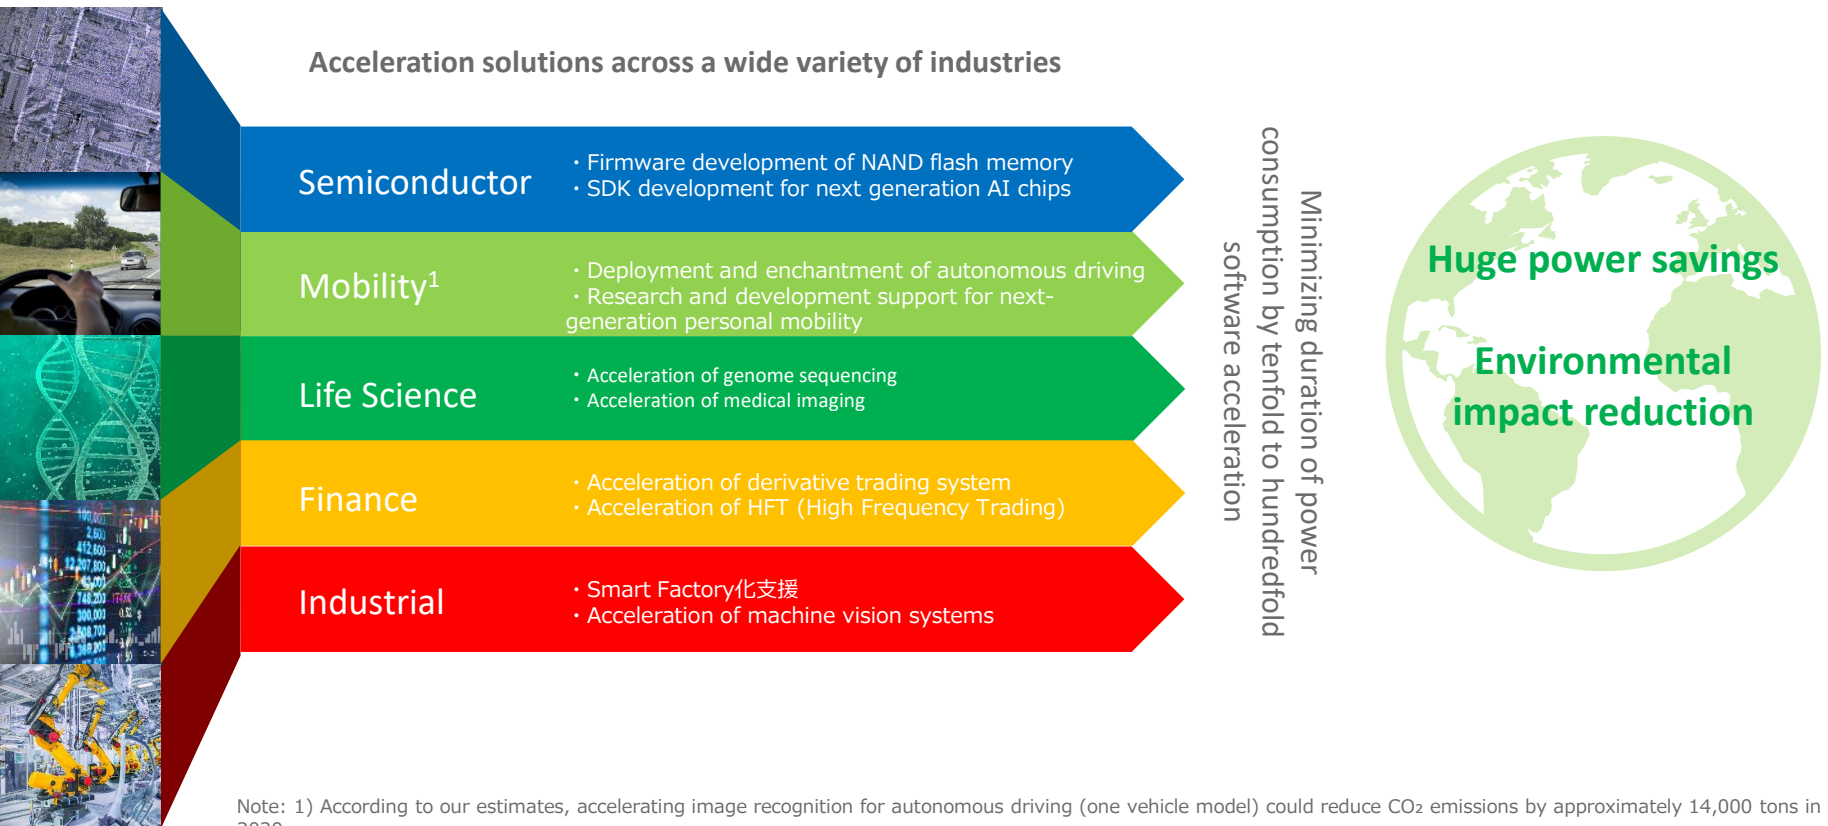 Acceleration solutions across a wide variety of industries
Semiconductor
・Firmware development of NAND flash memory
・SDK development for next generation AI chips
Mobility¹
・Deployment and enchantment of autonomous driving
・Research and development support for next-
generation personal mobility
Life Science
・Acceleration of genome sequencing
・Acceleration of medical imaging
Finance
・Acceleration of derivative trading system
・Acceleration of HFT (High Frequency Trading)
Industrial
・Smart Factory化支援
・Acceleration of machine vision systems
Minimizing duration of power
consumption by tenfold to hundredfold
software acceleration
Huge power savings
Environmental
impact reduction
Note: 1) According to our estimates, accelerating image recognition for autonomous driving (one vehicle model) could reduce CO₂ emissions by approximately 14,000 tons in